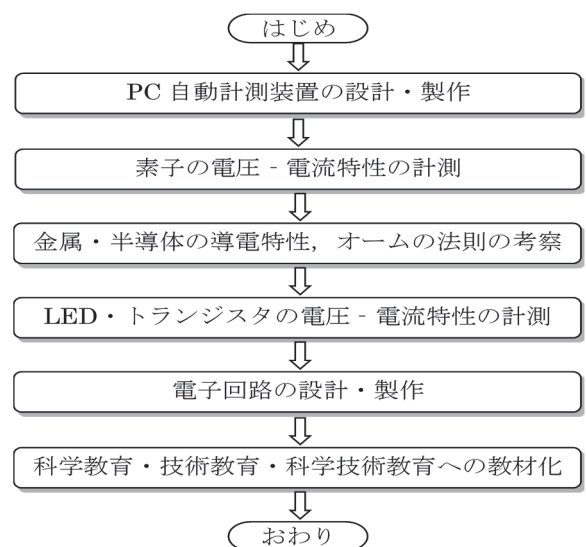 はじめ
PC 自動計測装置の設計・製作
素子の電圧 - 電流特性の計測
金属・半導体の導電特性，オームの法則の考察
LED・トランジスタの電圧 - 電流特性の計測
電子回路の設計・製作
科学教育・技術教育・科学技術教育への教材化
おわり